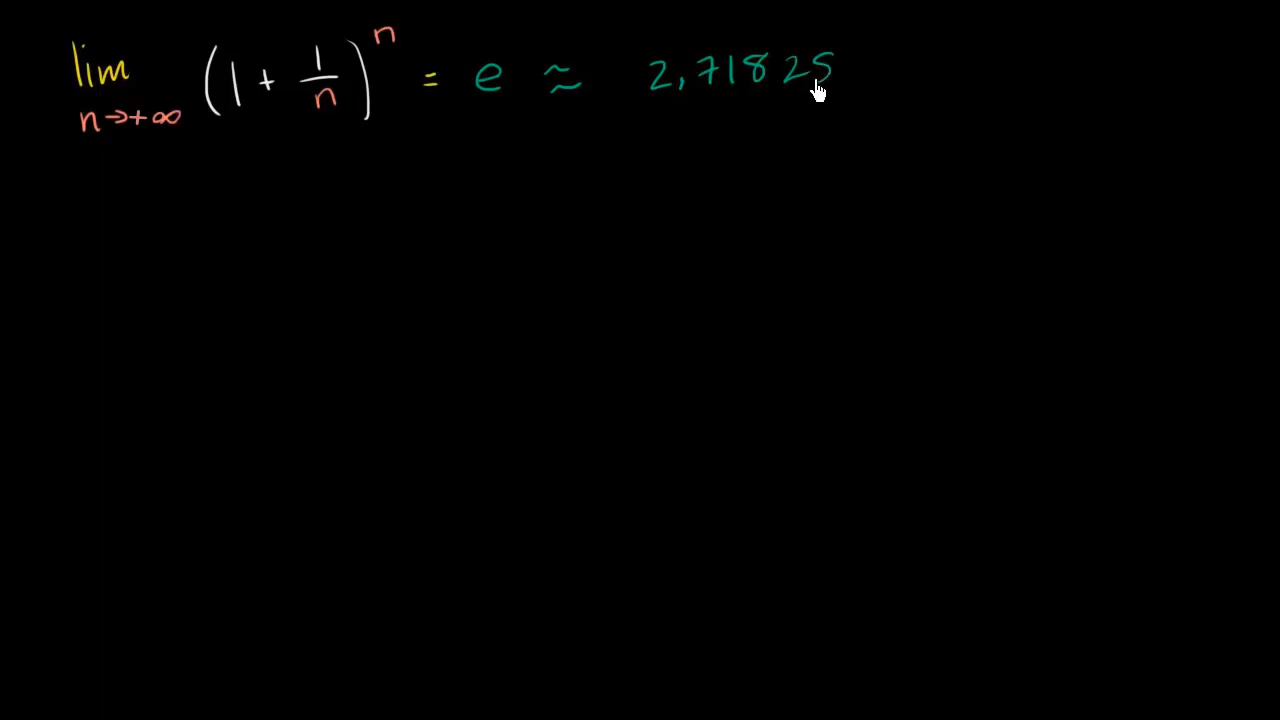 lim n→+∞ (1 + 1/n)^n = e ≈ 2,71825